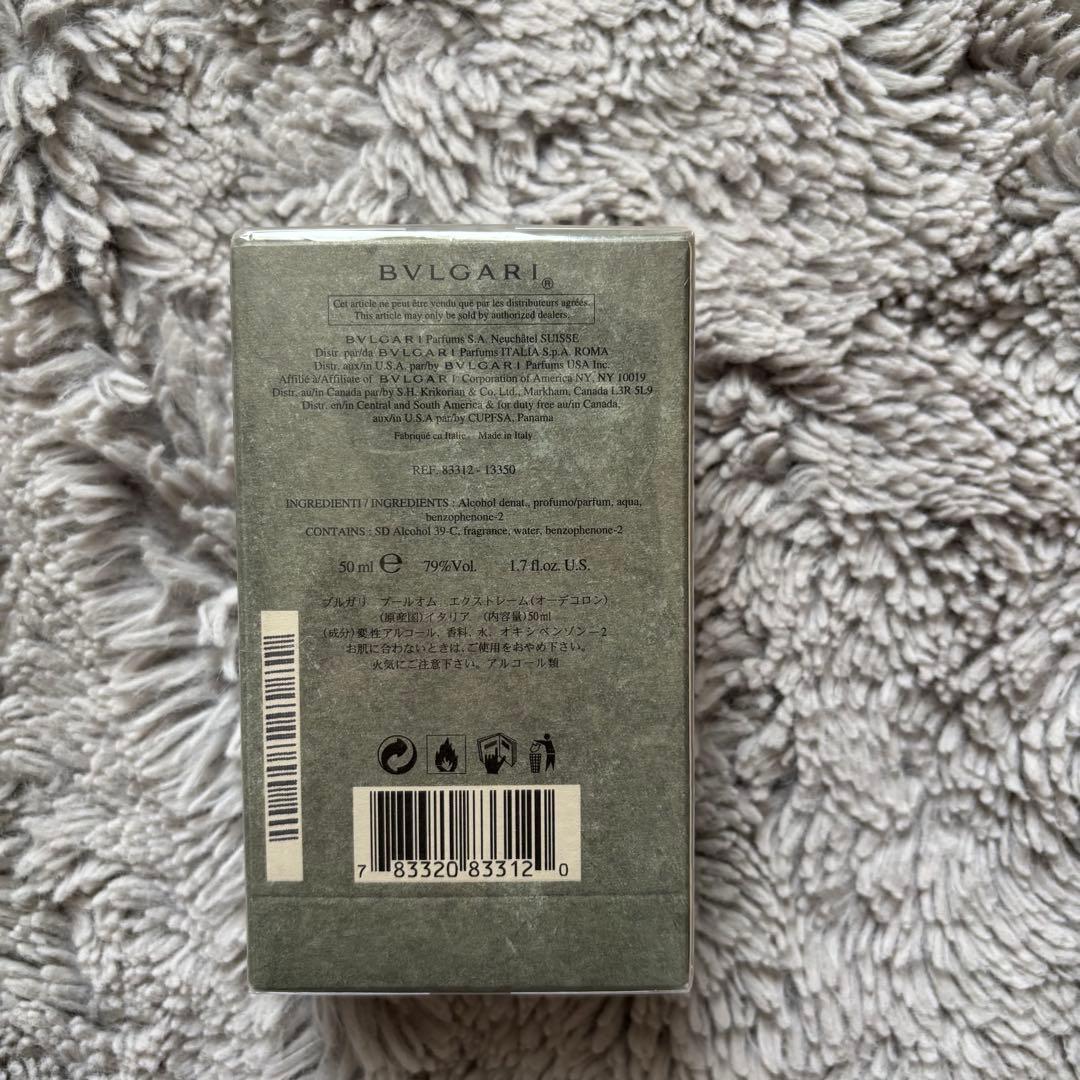 BVLGARI®
Cet article ne peut être vendu que par les distributeurs agréés.
This article may only be sold by authorized dealers.
BVLGARI Parfums S.A. Neuchâtel SUISSE
Distr. par/da BVLGARI Parfums ITALIA S.p.A. ROMA
Distr. aux/in U.S.A. par/by BVLGARI Parfums USA Inc.
Affilié à/Affiliate of BVLGARI Corporation of America NY, NY 10019
Distr. au/in Canada par/by S.H. Krikorian & Co. Ltd., Markham, Canada L3R 5L9
Distr. en/in Central and South America & for duty free au/in Canada,
aux/in U.S.A par/by CUPFSA, Panama
Fabriqué en Italie Made in Italy
REF. 83312 - 13350
INGREDIENTI / INGREDIENTS : Alcohol denat., profumo/parfum, aqua,
benzophenone-2
CONTAINS : SD Alcohol 39-C, fragrance, water, benzophenone-2
50 ml e 79%Vol. 1.7 fl.oz. U.S.
ブルガリ プールオム エクストレーム(オーデコロン)
(原産国)イタリア (内容量)50ml
(成分)変性アルコール、香料、水、オキシベンゾン-2
お肌に合わないときは、ご使用をおやめ下さい。
火気にご注意下さい。アルコール類
7 83320 83312 0